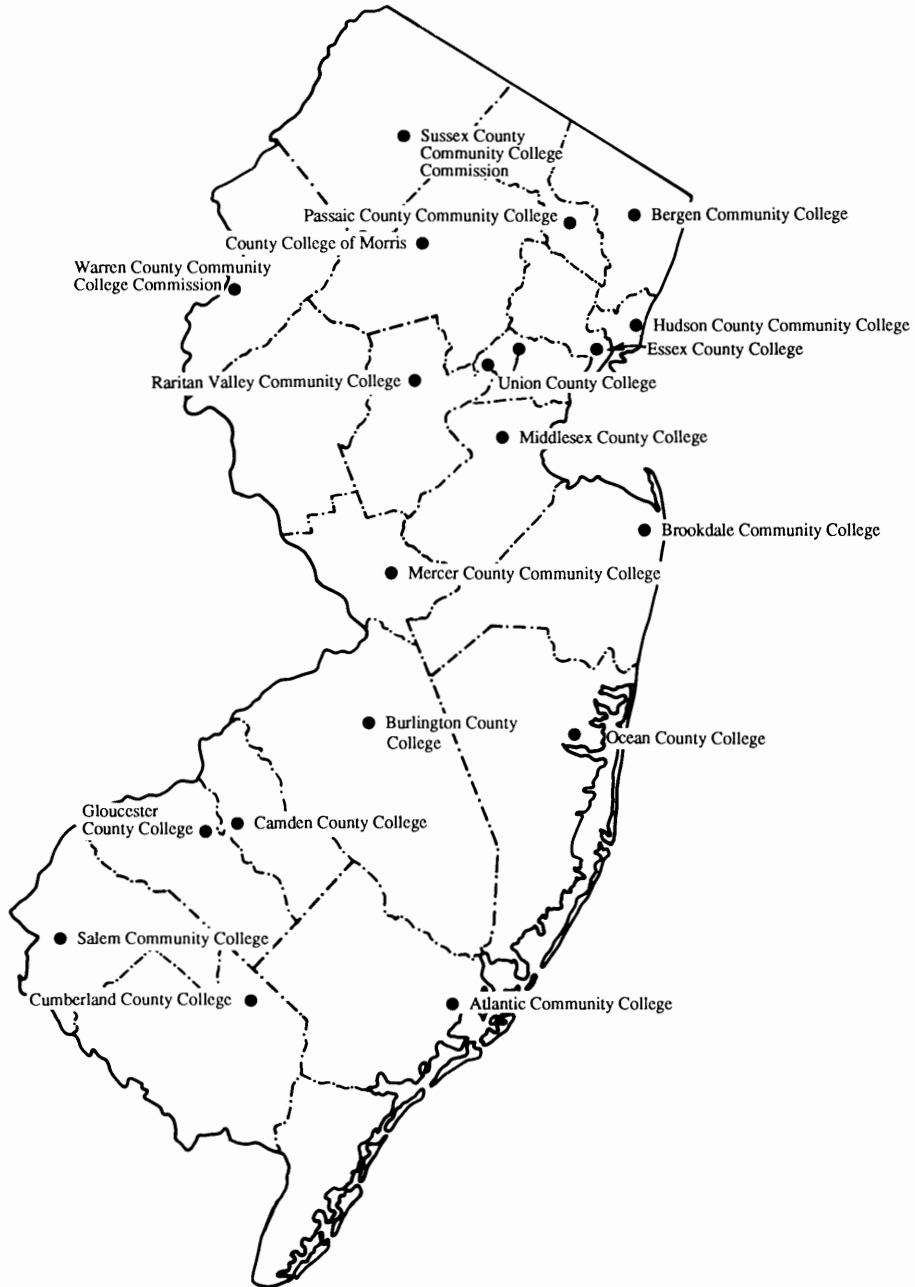 Sussex County
Community College
Commission
Passaic County Community College
Bergen Community College
County College of Morris
Warren County Community
College Commission
Hudson County Community College
Essex County College
Raritan Valley Community College
Union County College
Middlesex County College
Brookdale Community College
Mercer County Community College
Burlington County
College
Ocean County College
Gloucester
County College
Camden County College
Salem Community College
Cumberland County College
Atlantic Community College